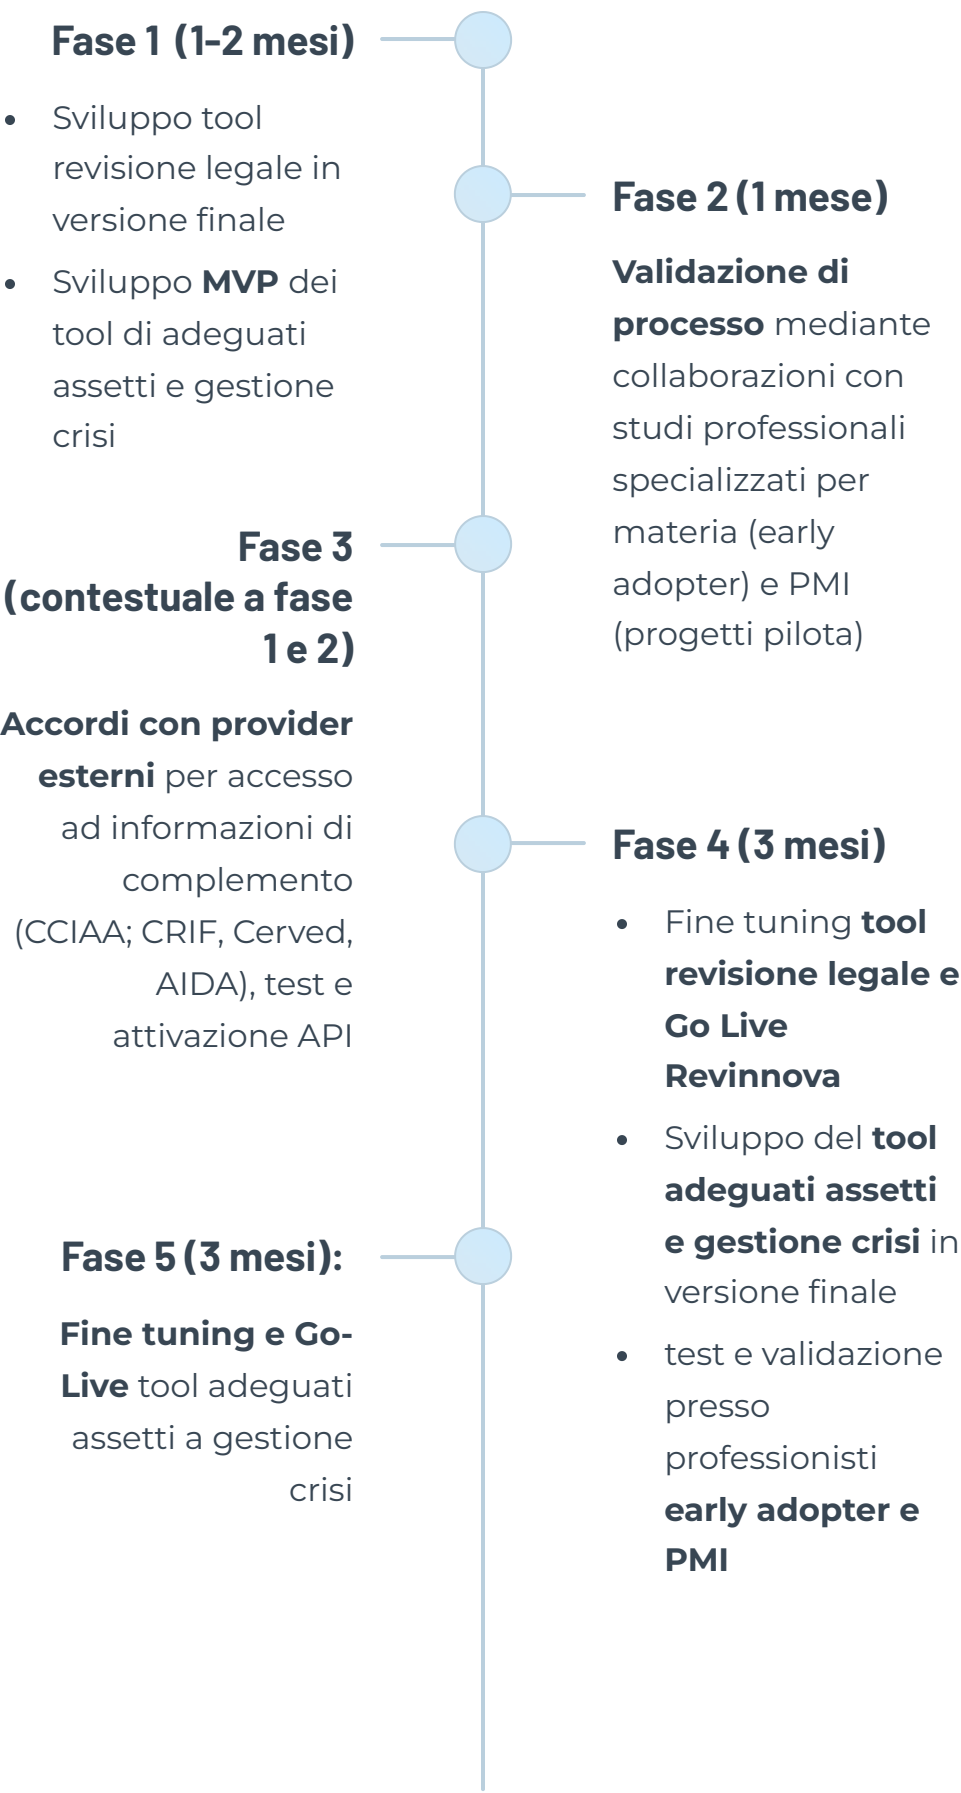 Fase 1 (1-2 mesi)
• Sviluppo tool
revisione legale in
versione finale
• Sviluppo MVP dei
tool di adeguati
assetti e gestione
crisi
Fase 2 (1 mese)
Validazione di
processo mediante
collaborazioni con
studi professionali
specializzati per
materia (early
adopter) e PMI
(progetti pilota)
Fase 3
(contestuale a fase
1 e 2)
Accordi con provider
esterni per accesso
ad informazioni di
complemento
(CCIAA; CRIF, Cerved,
AIDA), test e
attivazione API
Fase 4 (3 mesi)
• Fine tuning tool
revisione legale e
Go Live
Revinnova
• Sviluppo del tool
adeguati assetti
e gestione crisi in
versione finale
• test e validazione
presso
professionisti
early adopter e
PMI
Fase 5 (3 mesi):
Fine tuning e Go-
Live tool adeguati
assetti a gestione
crisi